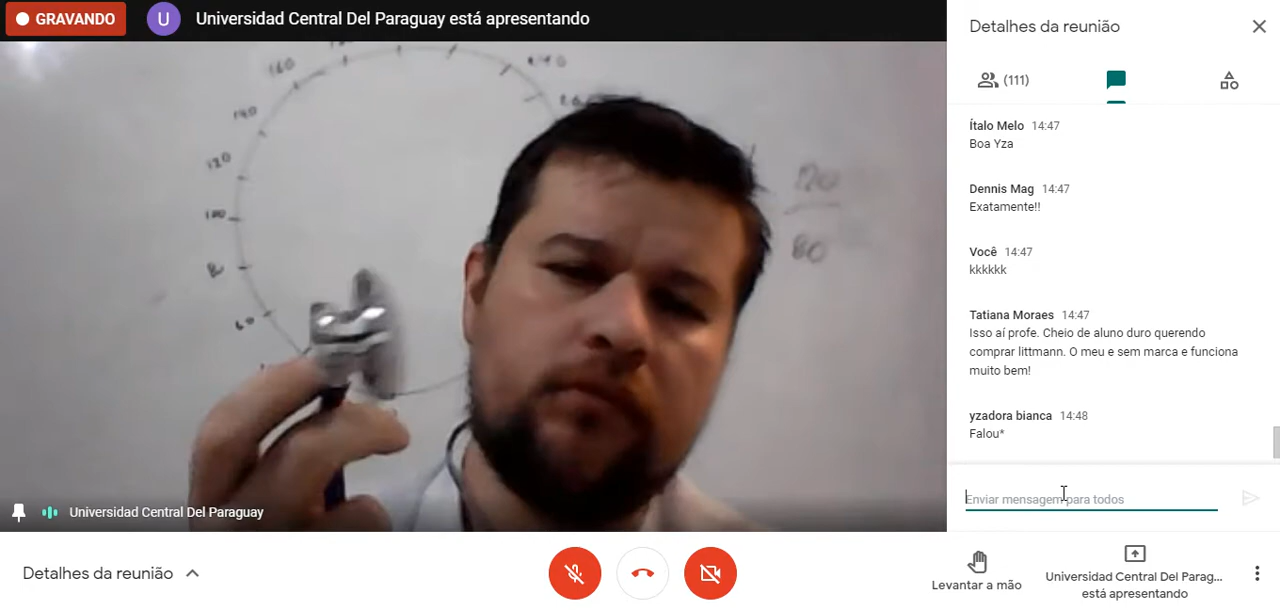 GRAVANDO
U
Universidad Central Del Paraguay está apresentando
160
140
120
100
80
60
120
80
Universidad Central Del Paraguay
Detalhes da reunião
(111)
Ítalo Melo 14:47
Boa Yza
Dennis Mag 14:47
Exatamente!!
Você 14:47
kkkkkk
Tatiana Moraes 14:47
Isso aí profe. Cheio de aluno duro querendo
comprar littmann. O meu e sem marca e funciona
muito bem!
yzadora bianca 14:48
Falou*
Enviar mensagem para todos
Detalhes da reunião
Levantar a mão
Universidad Central Del Parag...
está apresentando